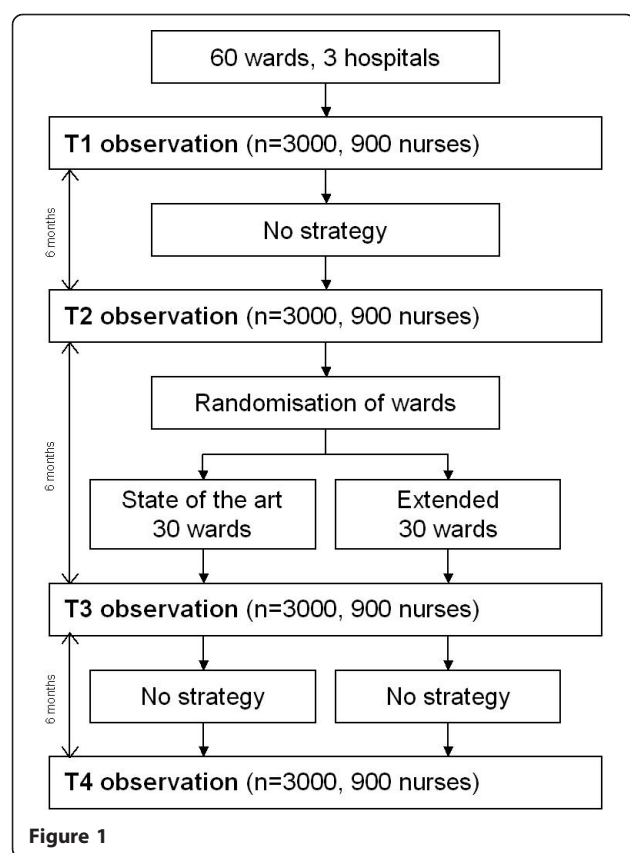 60 wards, 3 hospitals
T1 observation (n=3000, 900 nurses)
6 months
No strategy
T2 observation (n=3000, 900 nurses)
6 months
Randomisation of wards
State of the art
30 wards
Extended
30 wards
T3 observation (n=3000, 900 nurses)
6 months
No strategy
No strategy
T4 observation (n=3000, 900 nurses)
Figure 1